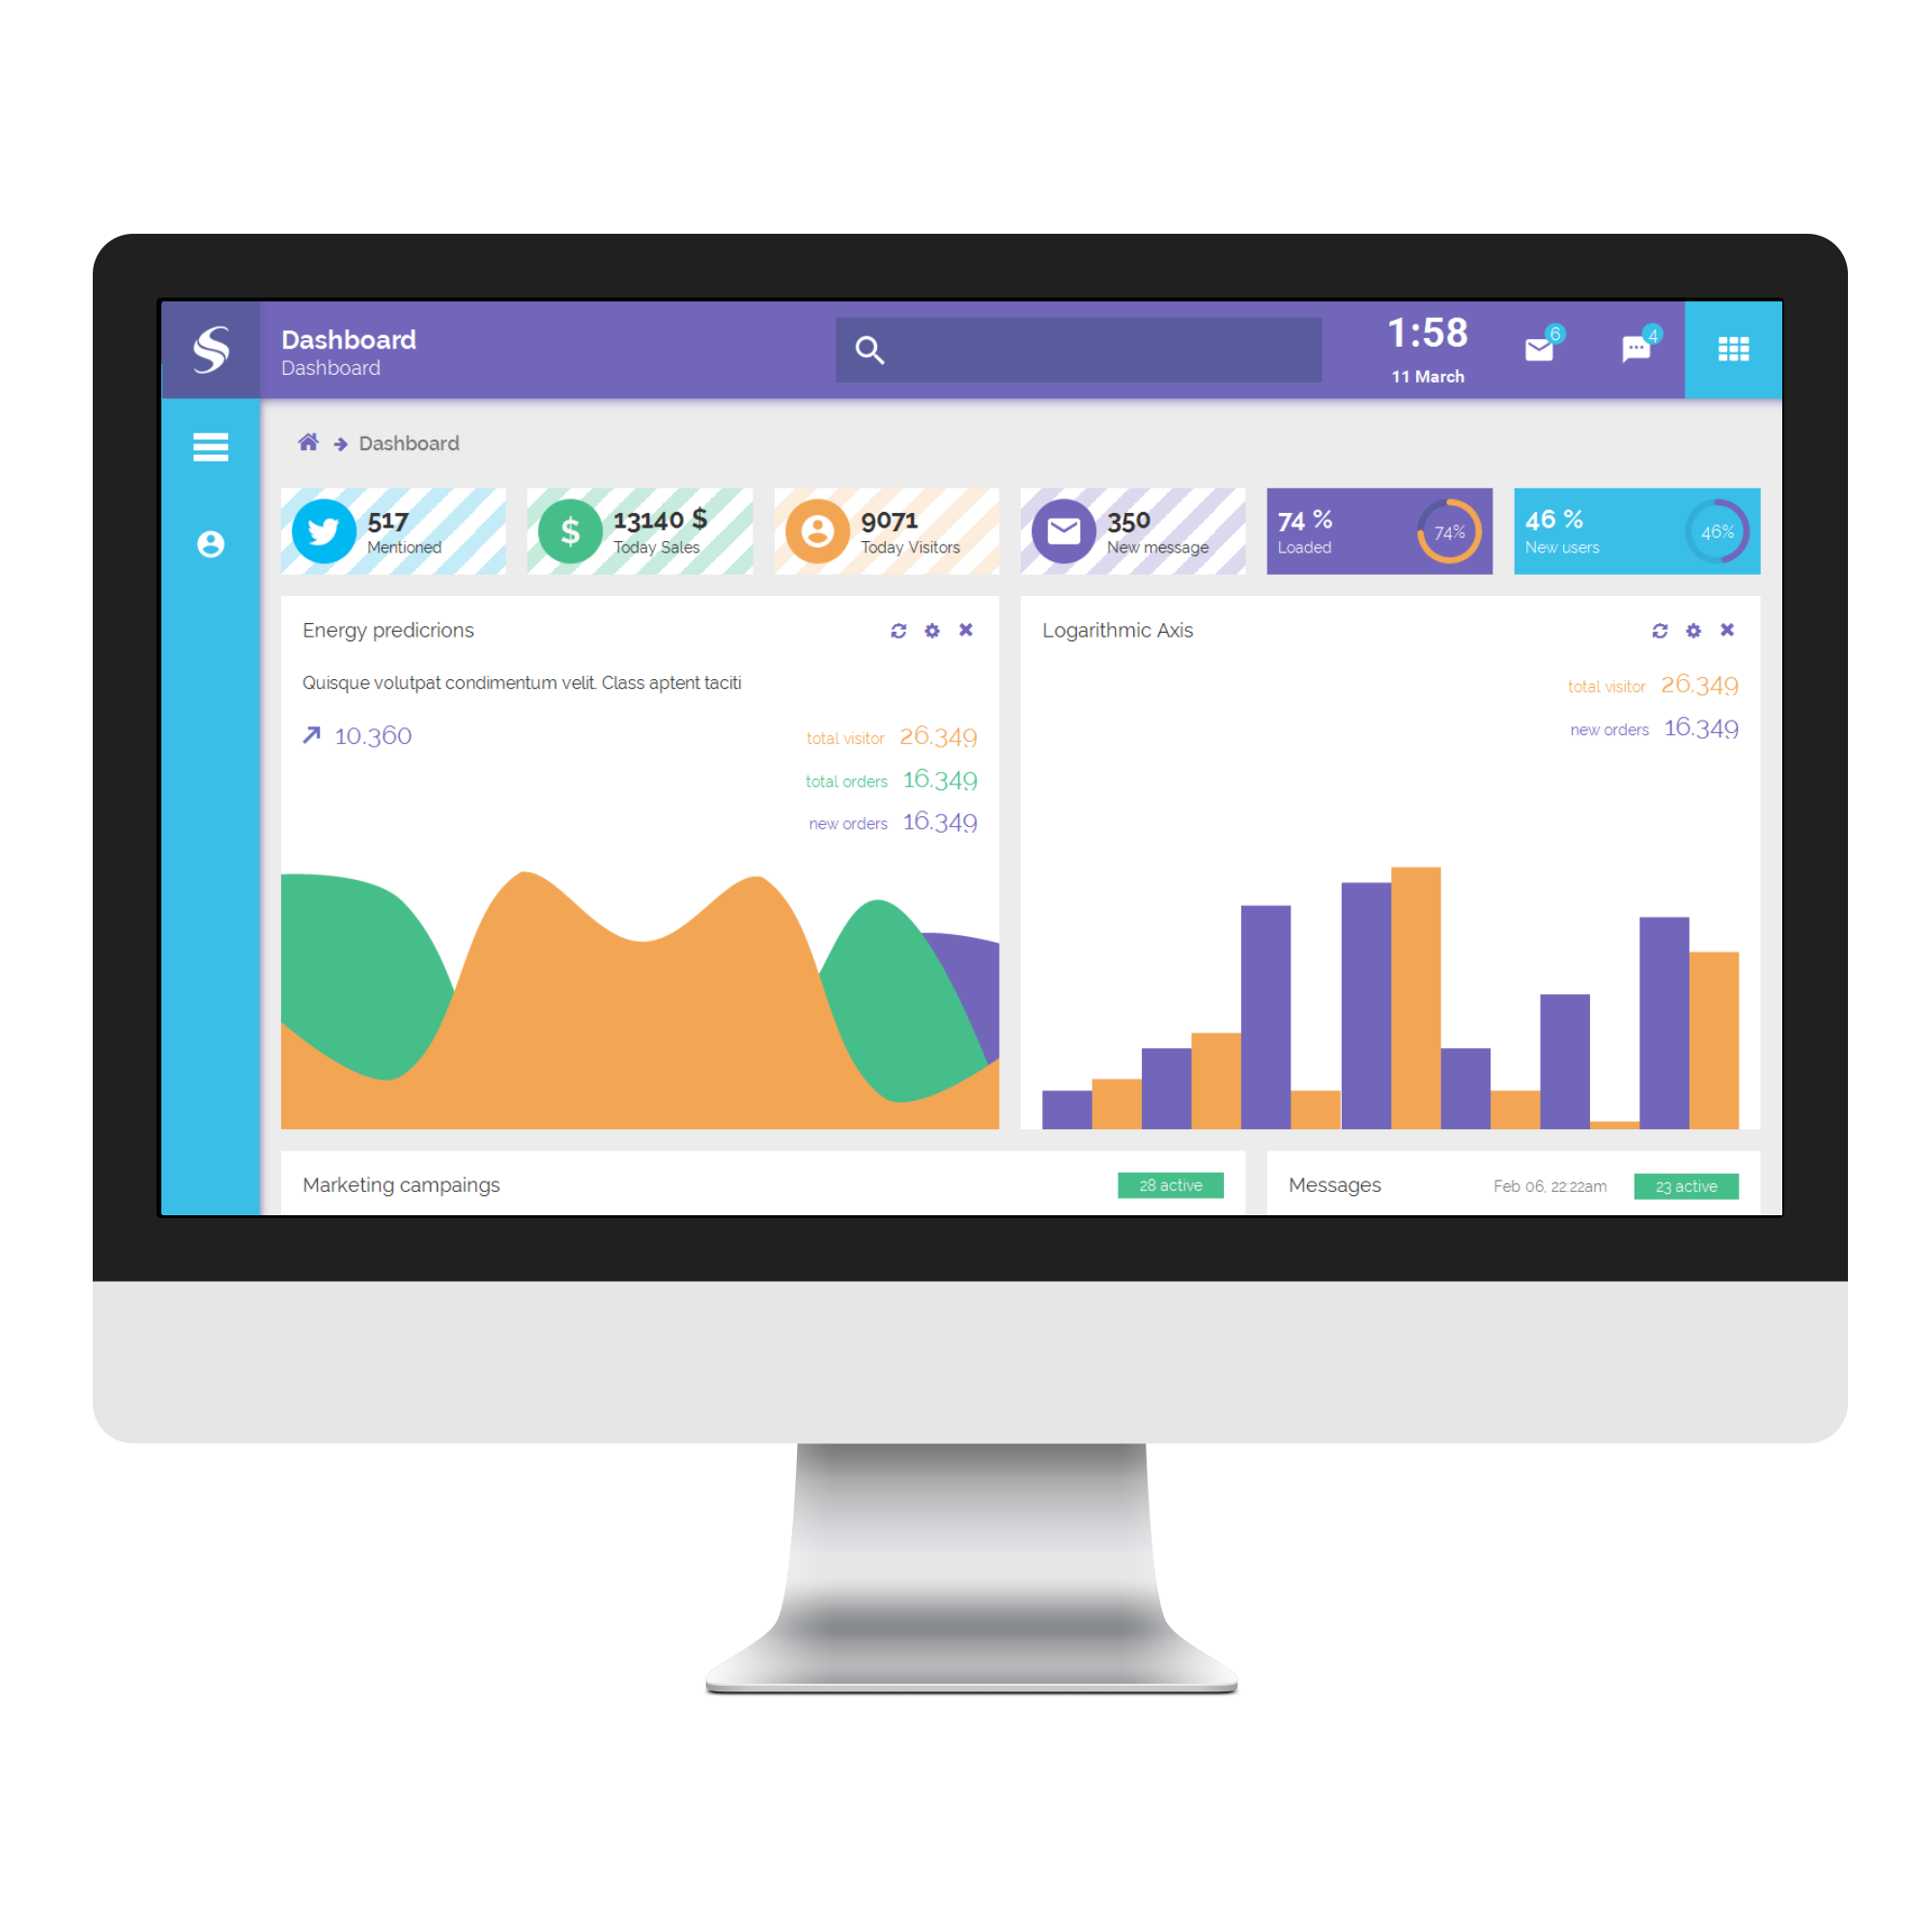 Dashboard
Dashboard
1:58
11 March
6
4
Dashboard
517
Mentioned
13140 $
Today Sales
9071
Today Visitors
350
New message
74 %
Loaded
74%
46 %
New users
46%
Energy predicrions
Quisque volutpat condimentum velit. Class aptent taciti
10.360
total visitor 26.349
total orders 16.349
new orders 16.349
Logarithmic Axis
total visitor 26.349
new orders 16.349
Marketing campaings
28 active
Messages
Feb 06, 22:22am
23 active